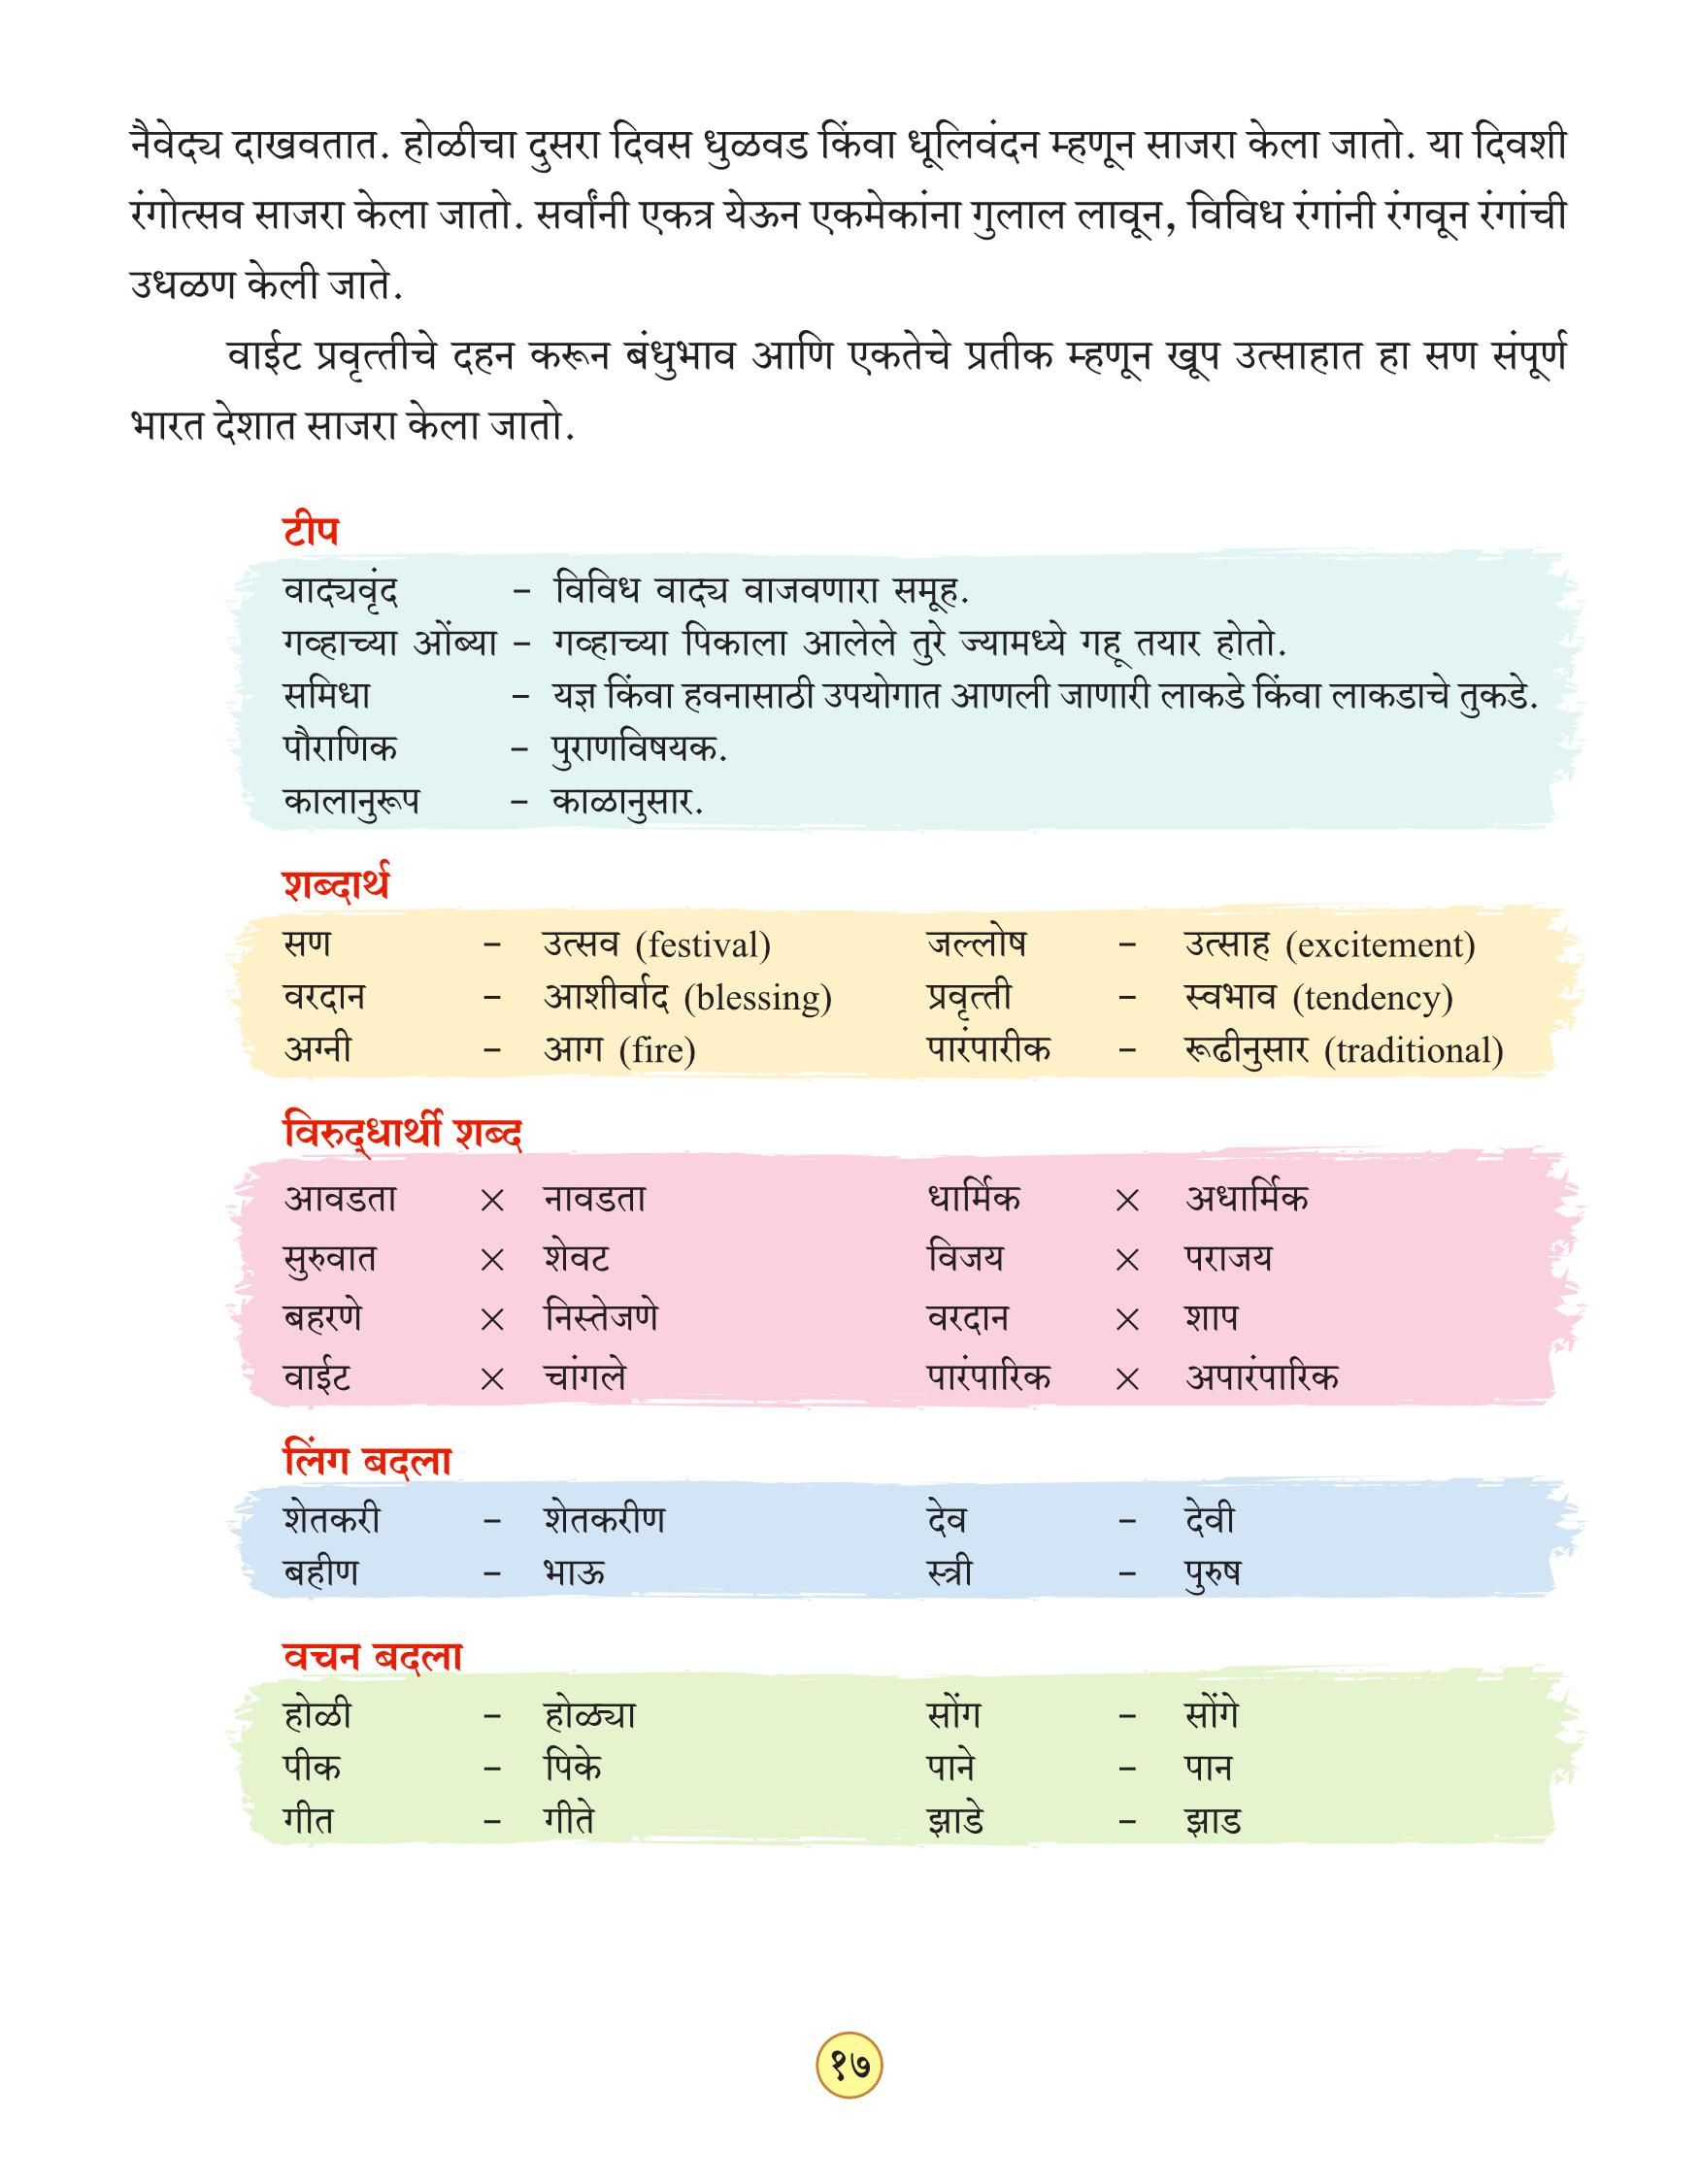 नैवेद्य दाखवतात. होळीचा दुसरा दिवस धुळवड किंवा धूलिवंदन म्हणून साजरा केला जातो. या दिवशी
रंगोत्सव साजरा केला जातो. सर्वांनी एकत्र येऊन एकमेकांना गुलाल लावून, विविध रंगांनी रंगवून रंगांची
उधळण केली जाते.
वाईट प्रवृत्तीचे दहन करून बंधुभाव आणि एकतेचे प्रतीक म्हणून खूप उत्साहात हा सण संपूर्ण
भारत देशात साजरा केला जातो.
टीप
वाद्यवृंद – विविध वाद्य वाजवणारा समूह.
गव्हाच्या ओंब्या – गव्हाच्या पिकाला आलेले तुरे ज्यामध्ये गहू तयार होतो.
समिधा – यज्ञ किंवा हवनासाठी उपयोगात आणली जाणारी लाकडे किंवा लाकडाचे तुकडे.
पौराणिक – पुराणविषयक.
कालानुरूप – काळानुसार.
शब्दार्थ
सण – उत्सव (festival) जल्लोष – उत्साह (excitement)
वरदान – आशीर्वाद (blessing) प्रवृत्ती – स्वभाव (tendency)
अग्नी – आग (fire) पारंपारीक – रूढीनुसार (traditional)
विरुद्धार्थी शब्द
आवडता × नावडता धार्मिक × अधार्मिक
सुरुवात × शेवट विजय × पराजय
बहरणे × निस्तेजणे वरदान × शाप
वाईट × चांगले पारंपारिक × अपारंपारिक
लिंग बदला
शेतकरी – शेतकरीण देव – देवी
बहीण – भाऊ स्त्री – पुरुष
वचन बदला
होळी – होळ्या सोंग – सोंगे
पीक – पिके पाने – पान
गीत – गीते झाडे – झाड
१७